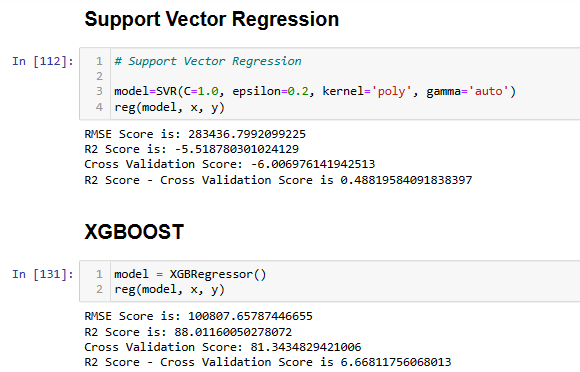 Support Vector Regression
In [112]:
1 # Support Vector Regression
2
3 model=SVR(C=1.0, epsilon=0.2, kernel='poly', gamma='auto')
4 reg(model, x, y)
RMSE Score is: 283436.7992099225
R2 Score is: -5.518780301024129
Cross Validation Score: -6.006976141942513
R2 Score - Cross Validation Score is 0.48819584091838397
XGBOOST
In [131]:
1 model = XGBRegressor()
2 reg(model, x, y)
RMSE Score is: 100807.65787446655
R2 Score is: 88.01160050278072
Cross Validation Score: 81.3434829421006
R2 Score - Cross Validation Score is 6.66811756068013